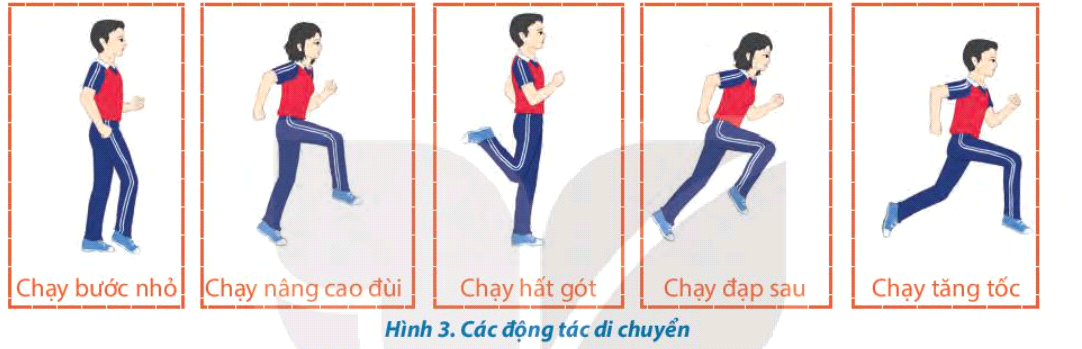 Chạy bước nhỏ
Chạy nâng cao đùi
Chạy hất gót
Chạy đạp sau
Chạy tăng tốc
Hình 3. Các động tác di chuyển